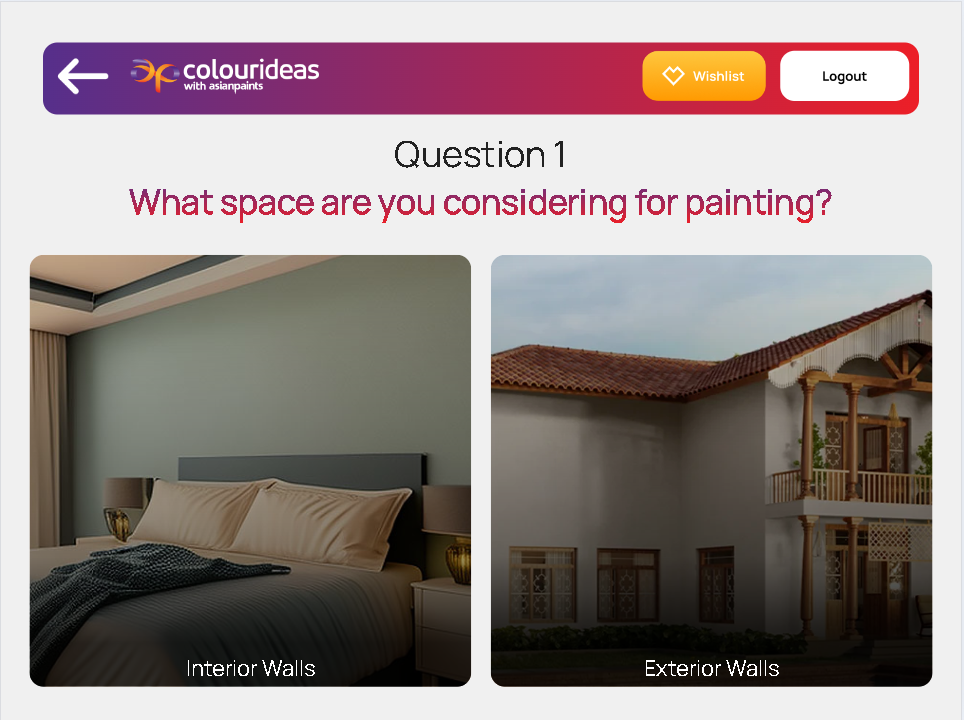 colourideas
with asianpaints
Wishlist
Logout
Question 1
What space are you considering for painting?
Interior Walls
Exterior Walls